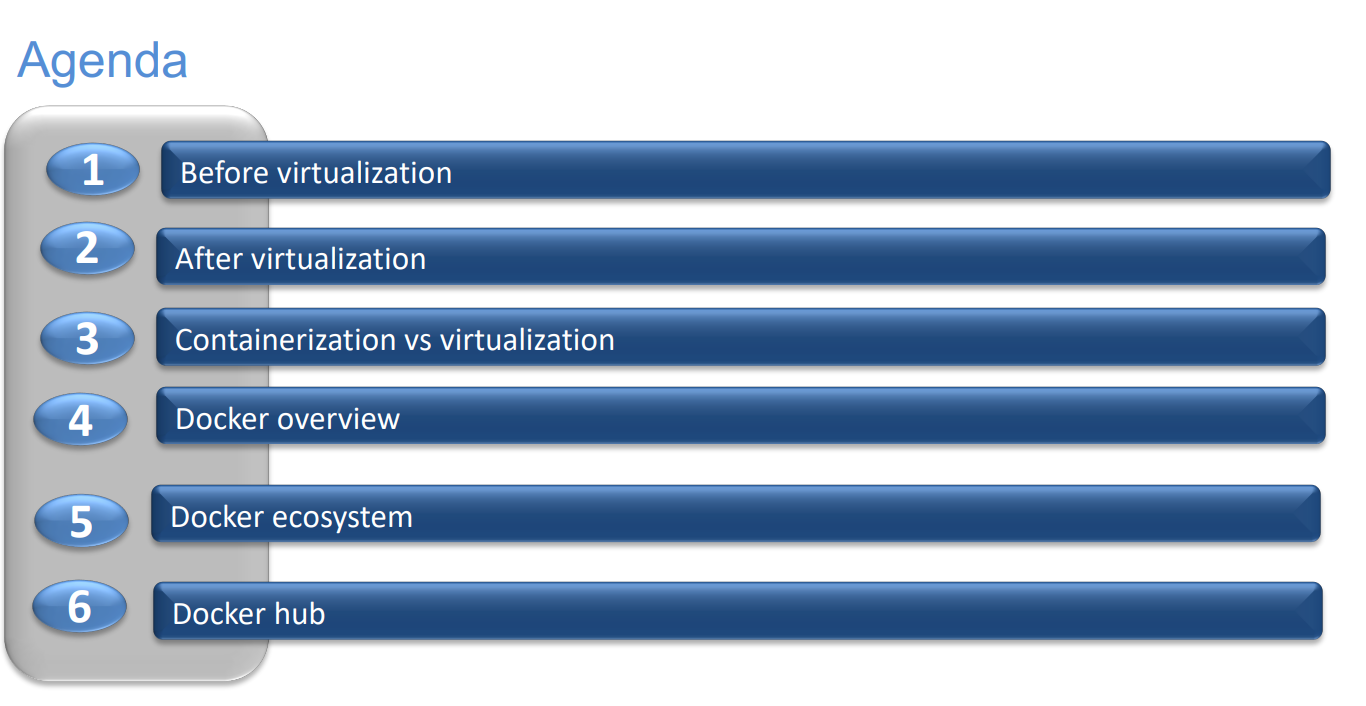 Agenda
1 Before virtualization
2 After virtualization
3 Containerization vs virtualization
4 Docker overview
5 Docker ecosystem
6 Docker hub